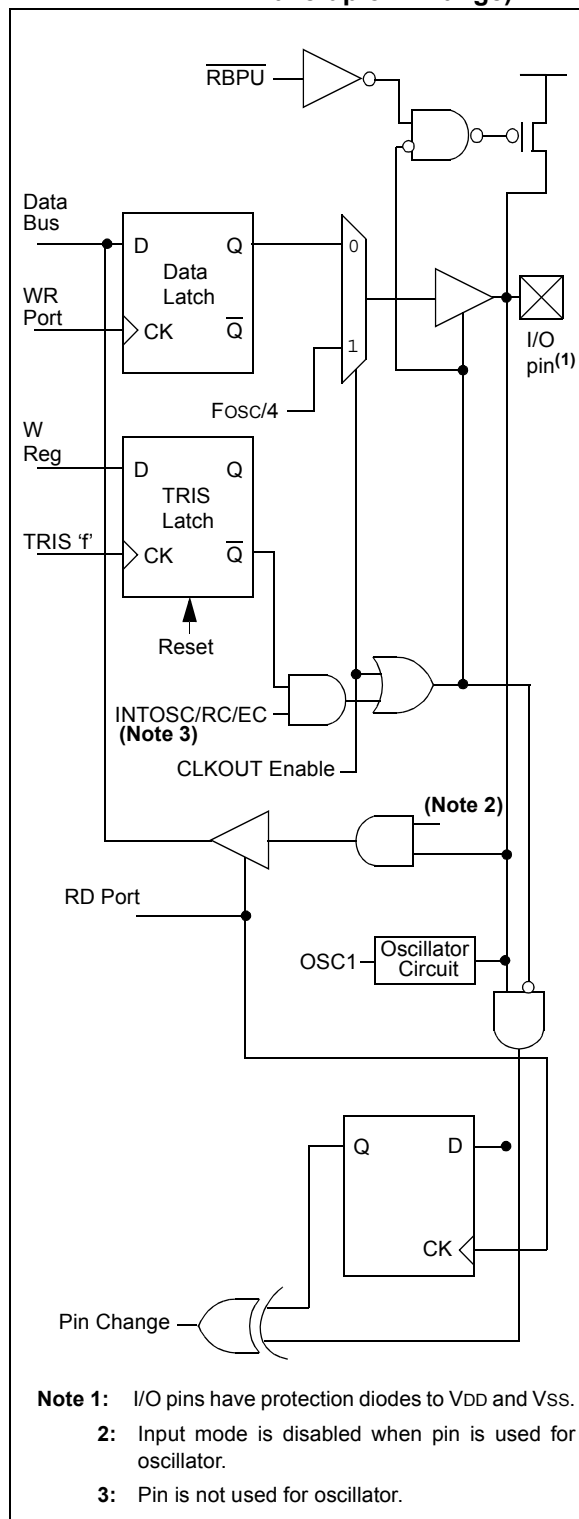 RBPU
Data
Bus
D
Q
Data
Latch
WR
Port
CK
Q
0
1
I/O
pin(1)
FOSC/4
W
Reg
D
Q
TRIS
Latch
TRIS ‘f’
CK
Q
Reset
INTOSC/RC/EC
(Note 3)
CLKOUT Enable
(Note 2)
RD Port
OSC1
Oscillator
Circuit
Q
D
CK
Pin Change
Note 1: I/O pins have protection diodes to VDD and VSS.
2: Input mode is disabled when pin is used for
oscillator.
3: Pin is not used for oscillator.